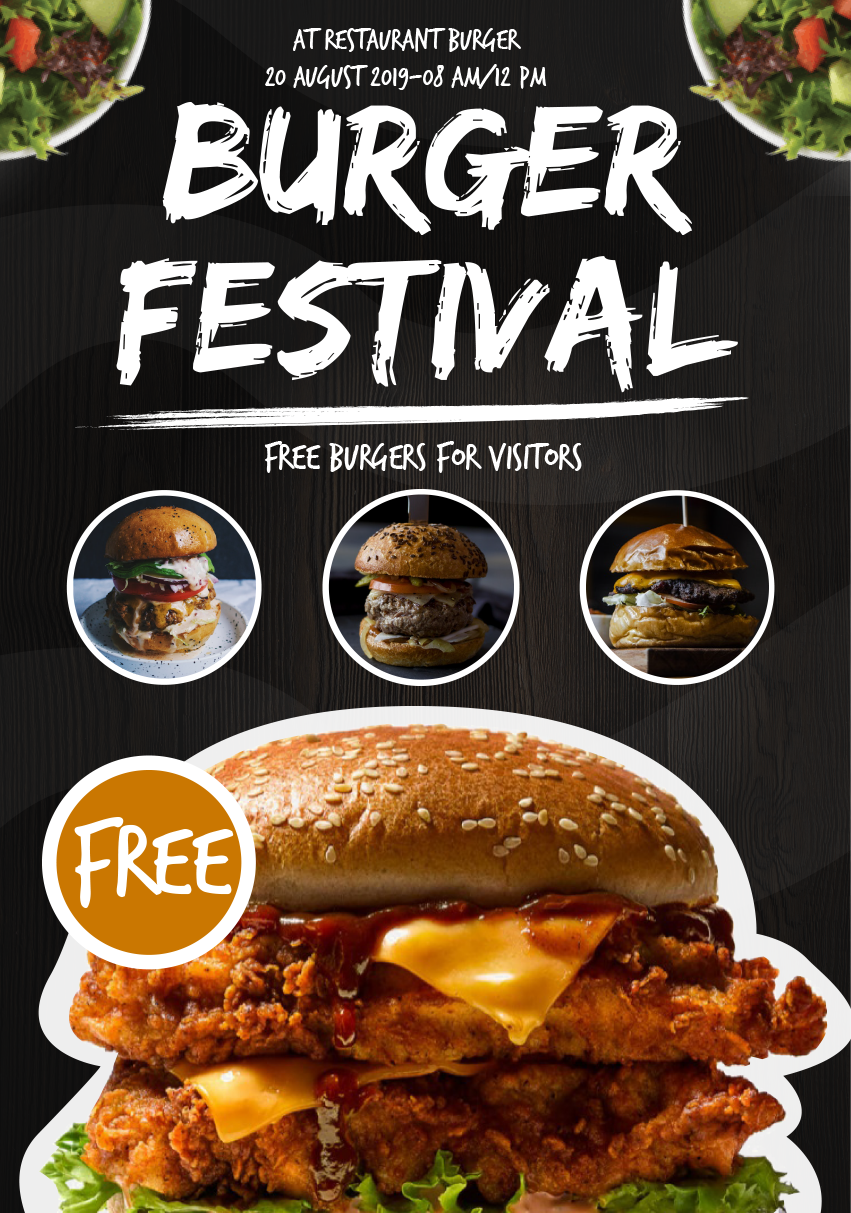 AT RESTAURANT BURGER
20 AUGUST 2019-08 AM/12 PM
BURGER
FESTIVAL
FREE BURGERS FOR VISITORS
FREE